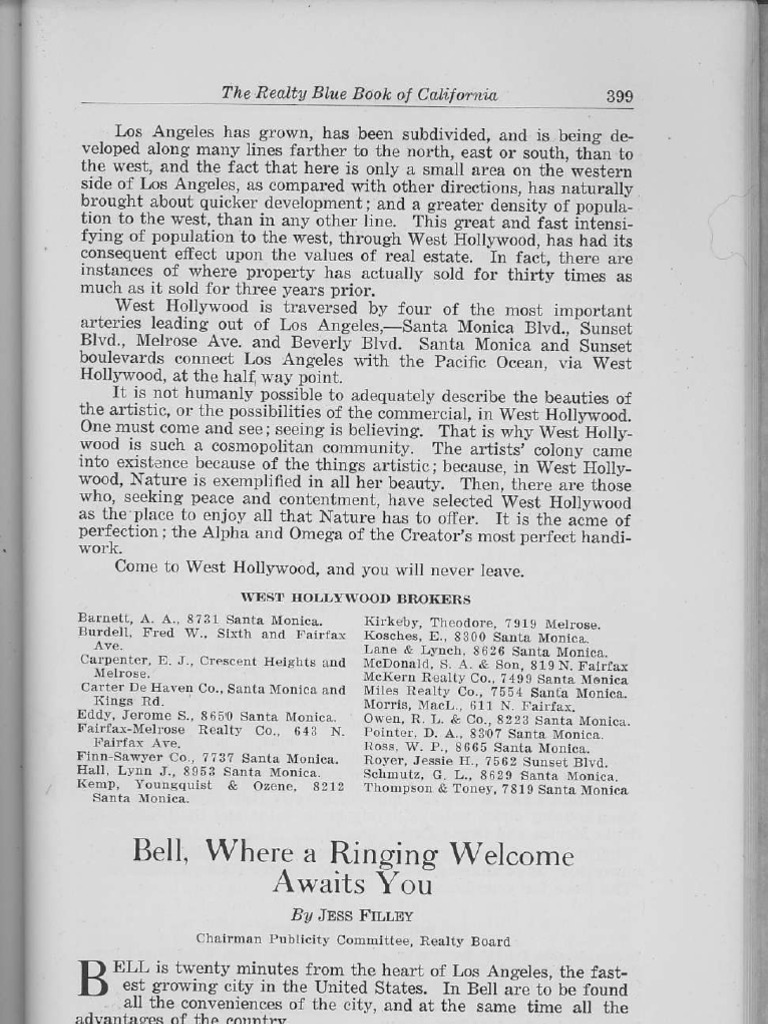 The Realty Blue Book of California 399
Los Angeles has grown, has been subdivided, and is being de-
veloped along many lines farther to the north, east or south, than to
the west, and the fact that here is only a small area on the western
side of Los Angeles, as compared with other directions, has naturally
brought about quicker development; and a greater density of popula-
tion to the west, than in any other line. This great and fast intensi-
fying of population to the west, through West Hollywood, has had its
consequent effect upon the values of real estate. In fact, there are
instances of where property has actually sold for thirty times as
much as it sold for three years prior.
West Hollywood is traversed by four of the most important
arteries leading out of Los Angeles,—Santa Monica Blvd., Sunset
Blvd., Melrose Ave. and Beverly Blvd. Santa Monica and Sunset
boulevards connect Los Angeles with the Pacific Ocean, via West
Hollywood, at the half way point.
It is not humanly possible to adequately describe the beauties of
the artistic, or the possibilities of the commercial, in West Hollywood.
One must come and see; seeing is believing. That is why West Holly-
wood is such a cosmopolitan community. The artists' colony came
into existence because of the things artistic; because, in West Holly-
wood, Nature is exemplified in all her beauty. Then, there are those
who, seeking peace and contentment, have selected West Hollywood
as the place to enjoy all that Nature has to offer. It is the acme of
perfection; the Alpha and Omega of the Creator's most perfect handi-
work.
Come to West Hollywood, and you will never leave.
WEST HOLLYWOOD BROKERS
Barnett, A. A., 8731 Santa Monica.
Burdell, Fred W., Sixth and Fairfax
Ave.
Carpenter, E. J., Crescent Heights and
Melrose.
Carter De Haven Co., Santa Monica and
Kings Rd.
Eddy, Jerome S., 8650 Santa Monica.
Fairfax-Melrose Realty Co., 643 N.
Fairfax Ave.
Finn-Sawyer Co., 7737 Santa Monica.
Hall, Lynn J., 8953 Santa Monica.
Kemp, Youngquist & Ozene, 8212
Santa Monica.
Kirkeby, Theodore, 7919 Melrose.
Kosches, E., 8300 Santa Monica.
Lane & Lynch, 8626 Santa Monica.
McDonald, S. A. & Son, 819 N. Fairfax
McKern Realty Co., 7499 Santa Monica
Miles Realty Co., 7554 Santa Monica.
Morris, MacL., 611 N. Fairfax.
Owen, R. L. & Co., 8223 Santa Monica.
Pointer, D. A., 8307 Santa Monica.
Ross, W. P., 8665 Santa Monica.
Royer, Jessie H., 7562 Sunset Blvd.
Schmutz, G. L., 8629 Santa Monica.
Thompson & Toney, 7819 Santa Monica
Bell, Where a Ringing Welcome
Awaits You
By JESS FILLEY
Chairman Publicity Committee, Realty Board
BELL is twenty minutes from the heart of Los Angeles, the fast-
est growing city in the United States. In Bell are to be found
all the conveniences of the city, and at the same time all the
advantages of the country.